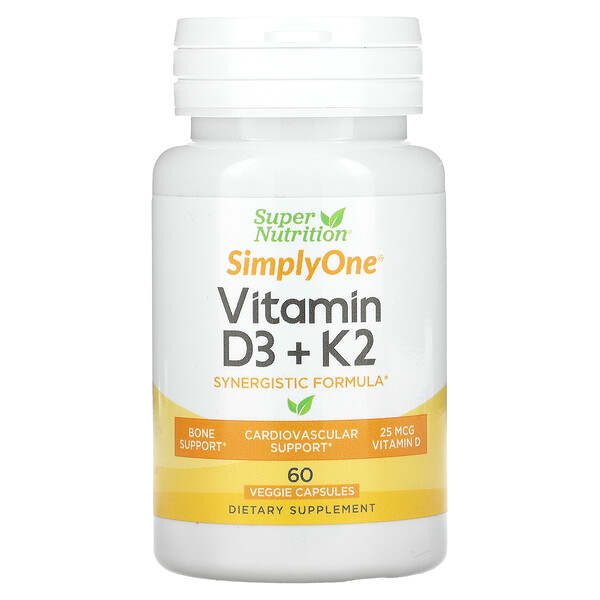 Super
Nutrition®
SimplyOne®
Vitamin
D3 + K2
SYNERGISTIC FORMULA*
BONE
SUPPORT*
CARDIOVASCULAR
SUPPORT*
25 MCG
VITAMIN D
60
VEGGIE CAPSULES
DIETARY SUPPLEMENT